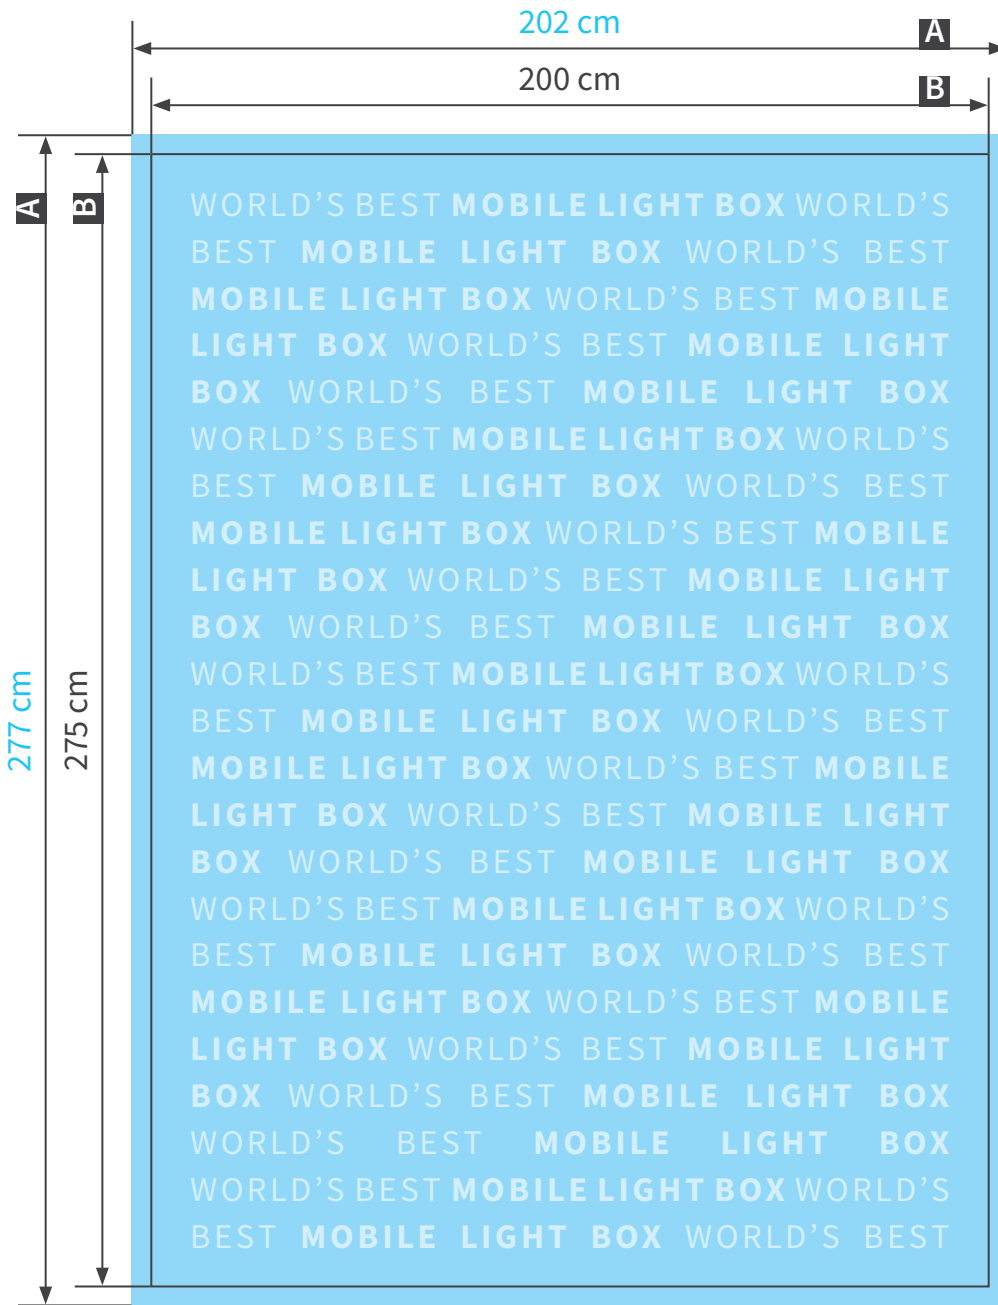 202 cm
A
200 cm
B
A
B
277 cm
275 cm
WORLD’S BEST MOBILE LIGHT BOX WORLD’S
BEST MOBILE LIGHT BOX WORLD’S BEST
MOBILE LIGHT BOX WORLD’S BEST MOBILE
LIGHT BOX WORLD’S BEST MOBILE LIGHT
BOX WORLD’S BEST MOBILE LIGHT BOX
WORLD’S BEST MOBILE LIGHT BOX WORLD’S
BEST MOBILE LIGHT BOX WORLD’S BEST
MOBILE LIGHT BOX WORLD’S BEST MOBILE
LIGHT BOX WORLD’S BEST MOBILE LIGHT
BOX WORLD’S BEST MOBILE LIGHT BOX
WORLD’S BEST MOBILE LIGHT BOX WORLD’S
BEST MOBILE LIGHT BOX WORLD’S BEST
MOBILE LIGHT BOX WORLD’S BEST MOBILE
LIGHT BOX WORLD’S BEST MOBILE LIGHT
BOX WORLD’S BEST MOBILE LIGHT BOX
WORLD’S BEST MOBILE LIGHT BOX WORLD’S
BEST MOBILE LIGHT BOX WORLD’S BEST
MOBILE LIGHT BOX WORLD’S BEST MOBILE
LIGHT BOX WORLD’S BEST MOBILE LIGHT
BOX WORLD’S BEST MOBILE LIGHT BOX
WORLD’S BEST MOBILE LIGHT BOX
WORLD’S BEST MOBILE LIGHT BOX WORLD’S
BEST MOBILE LIGHT BOX WORLD’S BEST